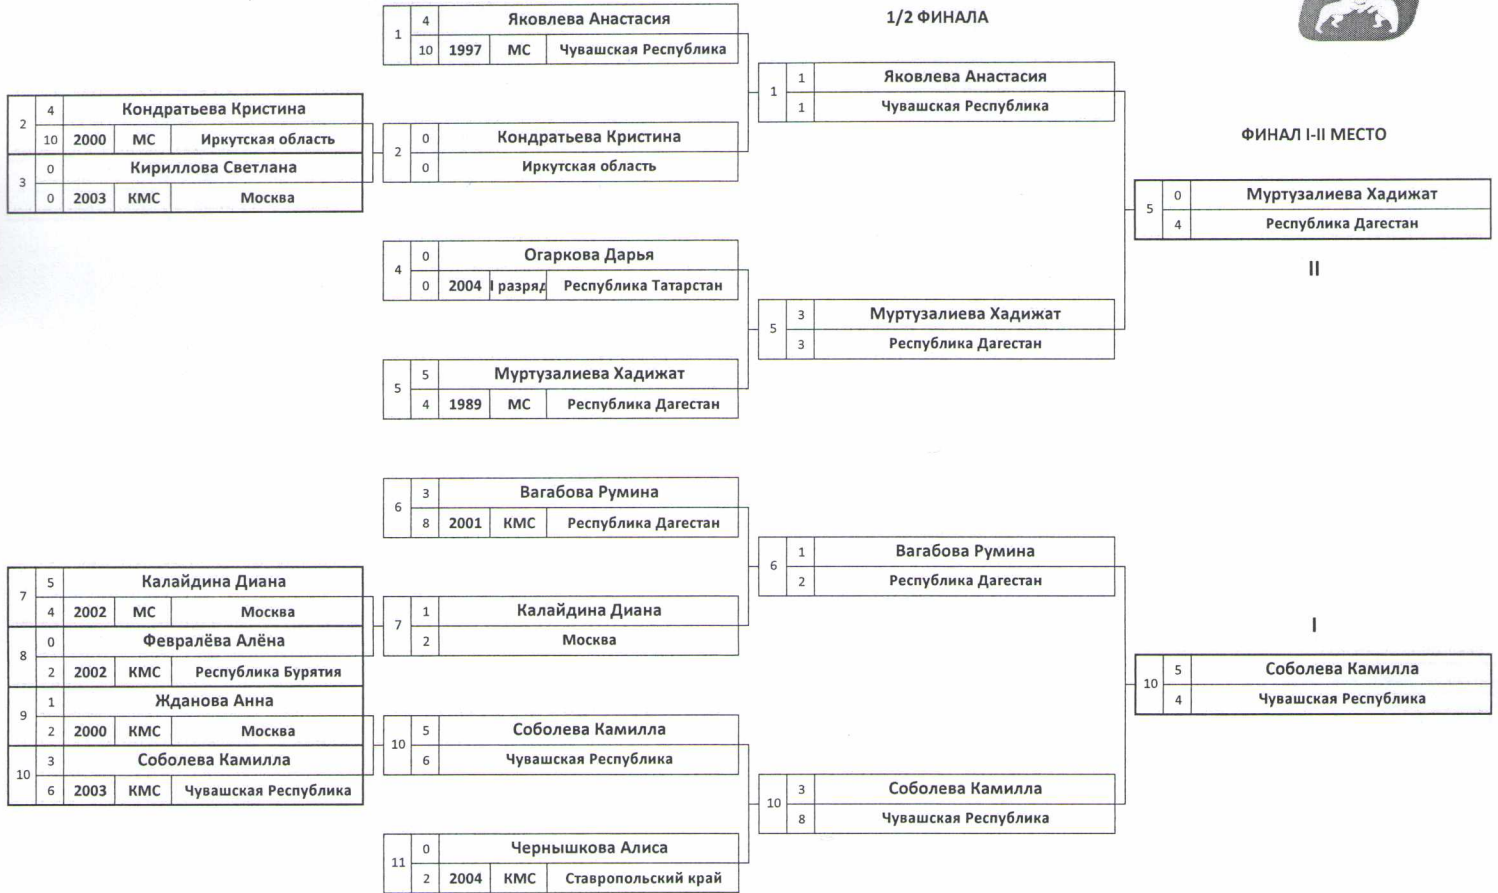 4 Яковлева Анастасия
1
10 1997 МС Чувашская Республика
1/2 ФИНАЛА
1 Яковлева Анастасия
1
1 Чувашская Республика
4 Кондратьева Кристина
2
10 2000 МС Иркутская область
0 Кириллова Светлана
3
0 2003 КМС Москва
0 Кондратьева Кристина
2
0 Иркутская область
ФИНАЛ I-II МЕСТО
0 Муртузалиева Хадижат
5
4 Республика Дагестан
II
0 Огаркова Дарья
4
0 2004 I разряд Республика Татарстан
3 Муртузалиева Хадижат
5
3 Республика Дагестан
5 Муртузалиева Хадижат
5
4 1989 МС Республика Дагестан
3 Вагабова Румина
6
8 2001 КМС Республика Дагестан
1 Вагабова Румина
6
2 Республика Дагестан
5 Калайдина Диана
7
4 2002 МС Москва
0 Февралёва Алёна
8
2 2002 КМС Республика Бурятия
1 Калайдина Диана
7
2 Москва
I
5 Соболева Камилла
10
4 Чувашская Республика
1 Жданова Анна
9
2 2000 КМС Москва
3 Соболева Камилла
10
6 2003 КМС Чувашская Республика
5 Соболева Камилла
10
6 Чувашская Республика
3 Соболева Камилла
10
8 Чувашская Республика
0 Чернышкова Алиса
11
2 2004 КМС Ставропольский край